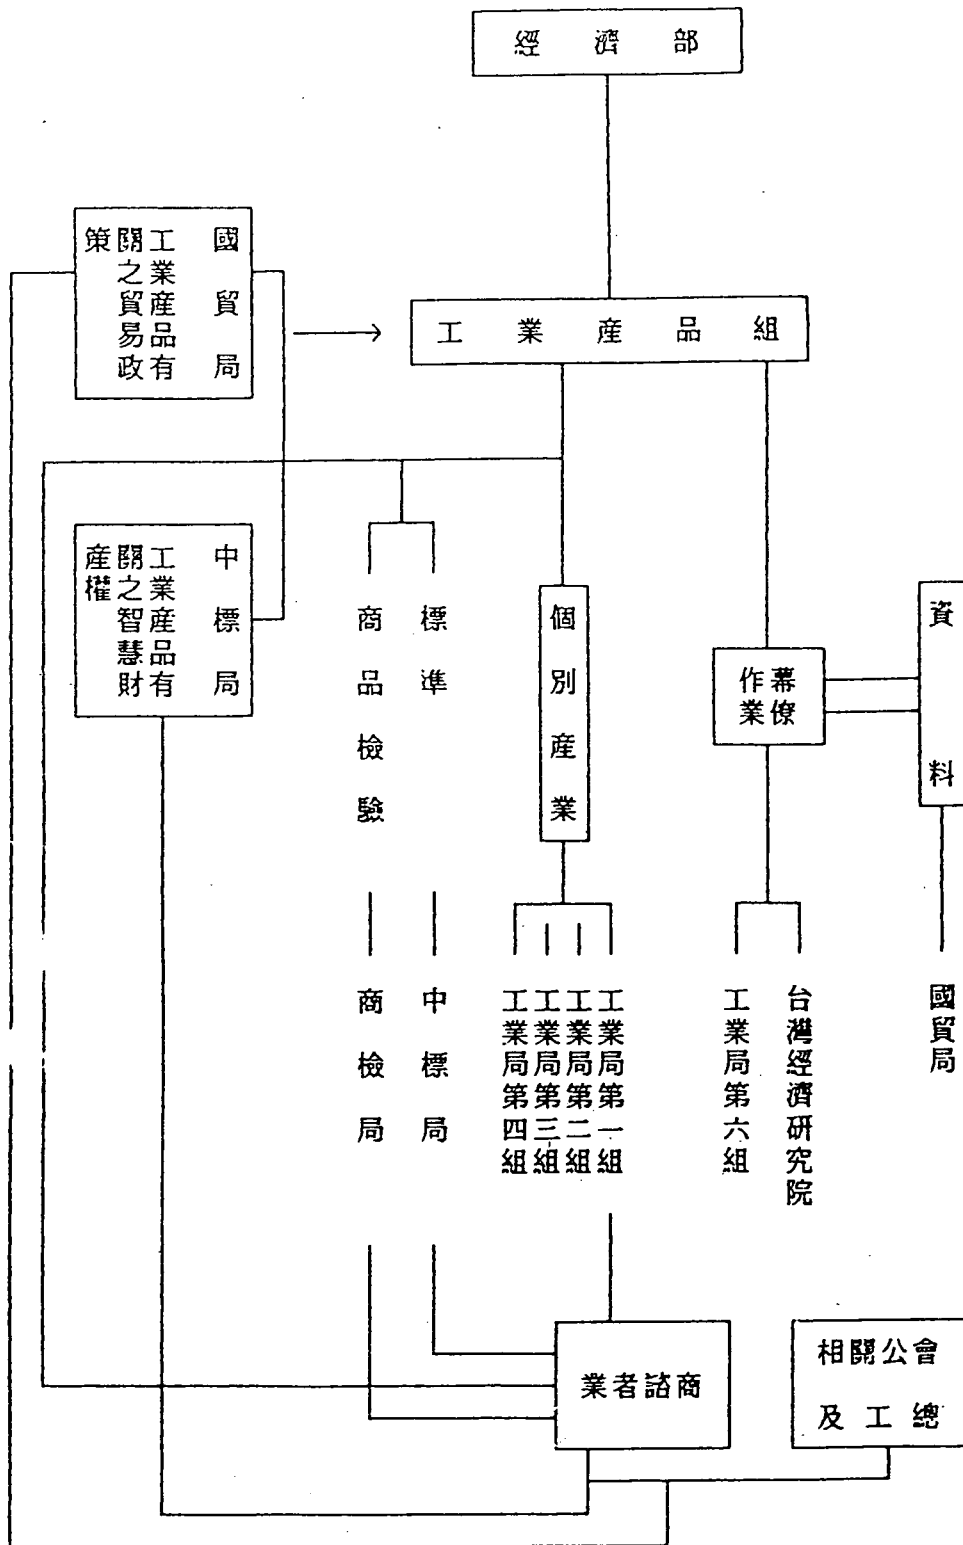 經濟部
國貿局
工業產品有
關之貿易政
策
工業產品組
中標局
工業產品有
關之智慧財
產權
標準
商品檢驗
個別產業
幕僚
作業
資料
中標局
商檢局
工業局第一組
工業局第二組
工業局第三組
工業局第四組
台灣經濟研究院
工業局第六組
國貿局
業者諮商
相關公會
及工總